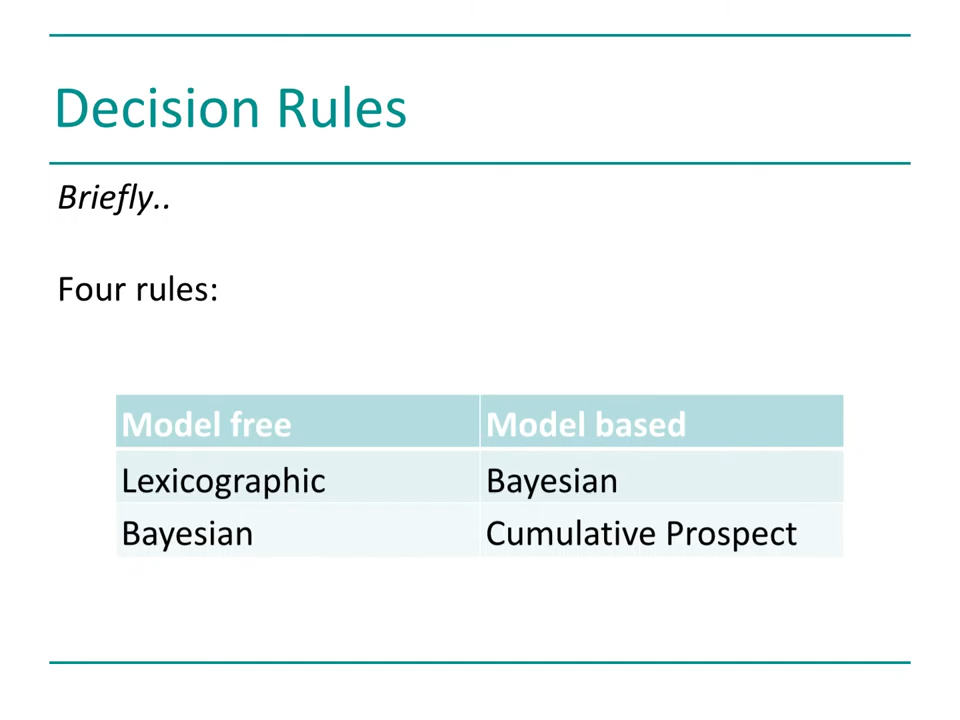 Decision Rules
Briefly..
Four rules:
Model free Model based
Lexicographic Bayesian
Bayesian Cumulative Prospect